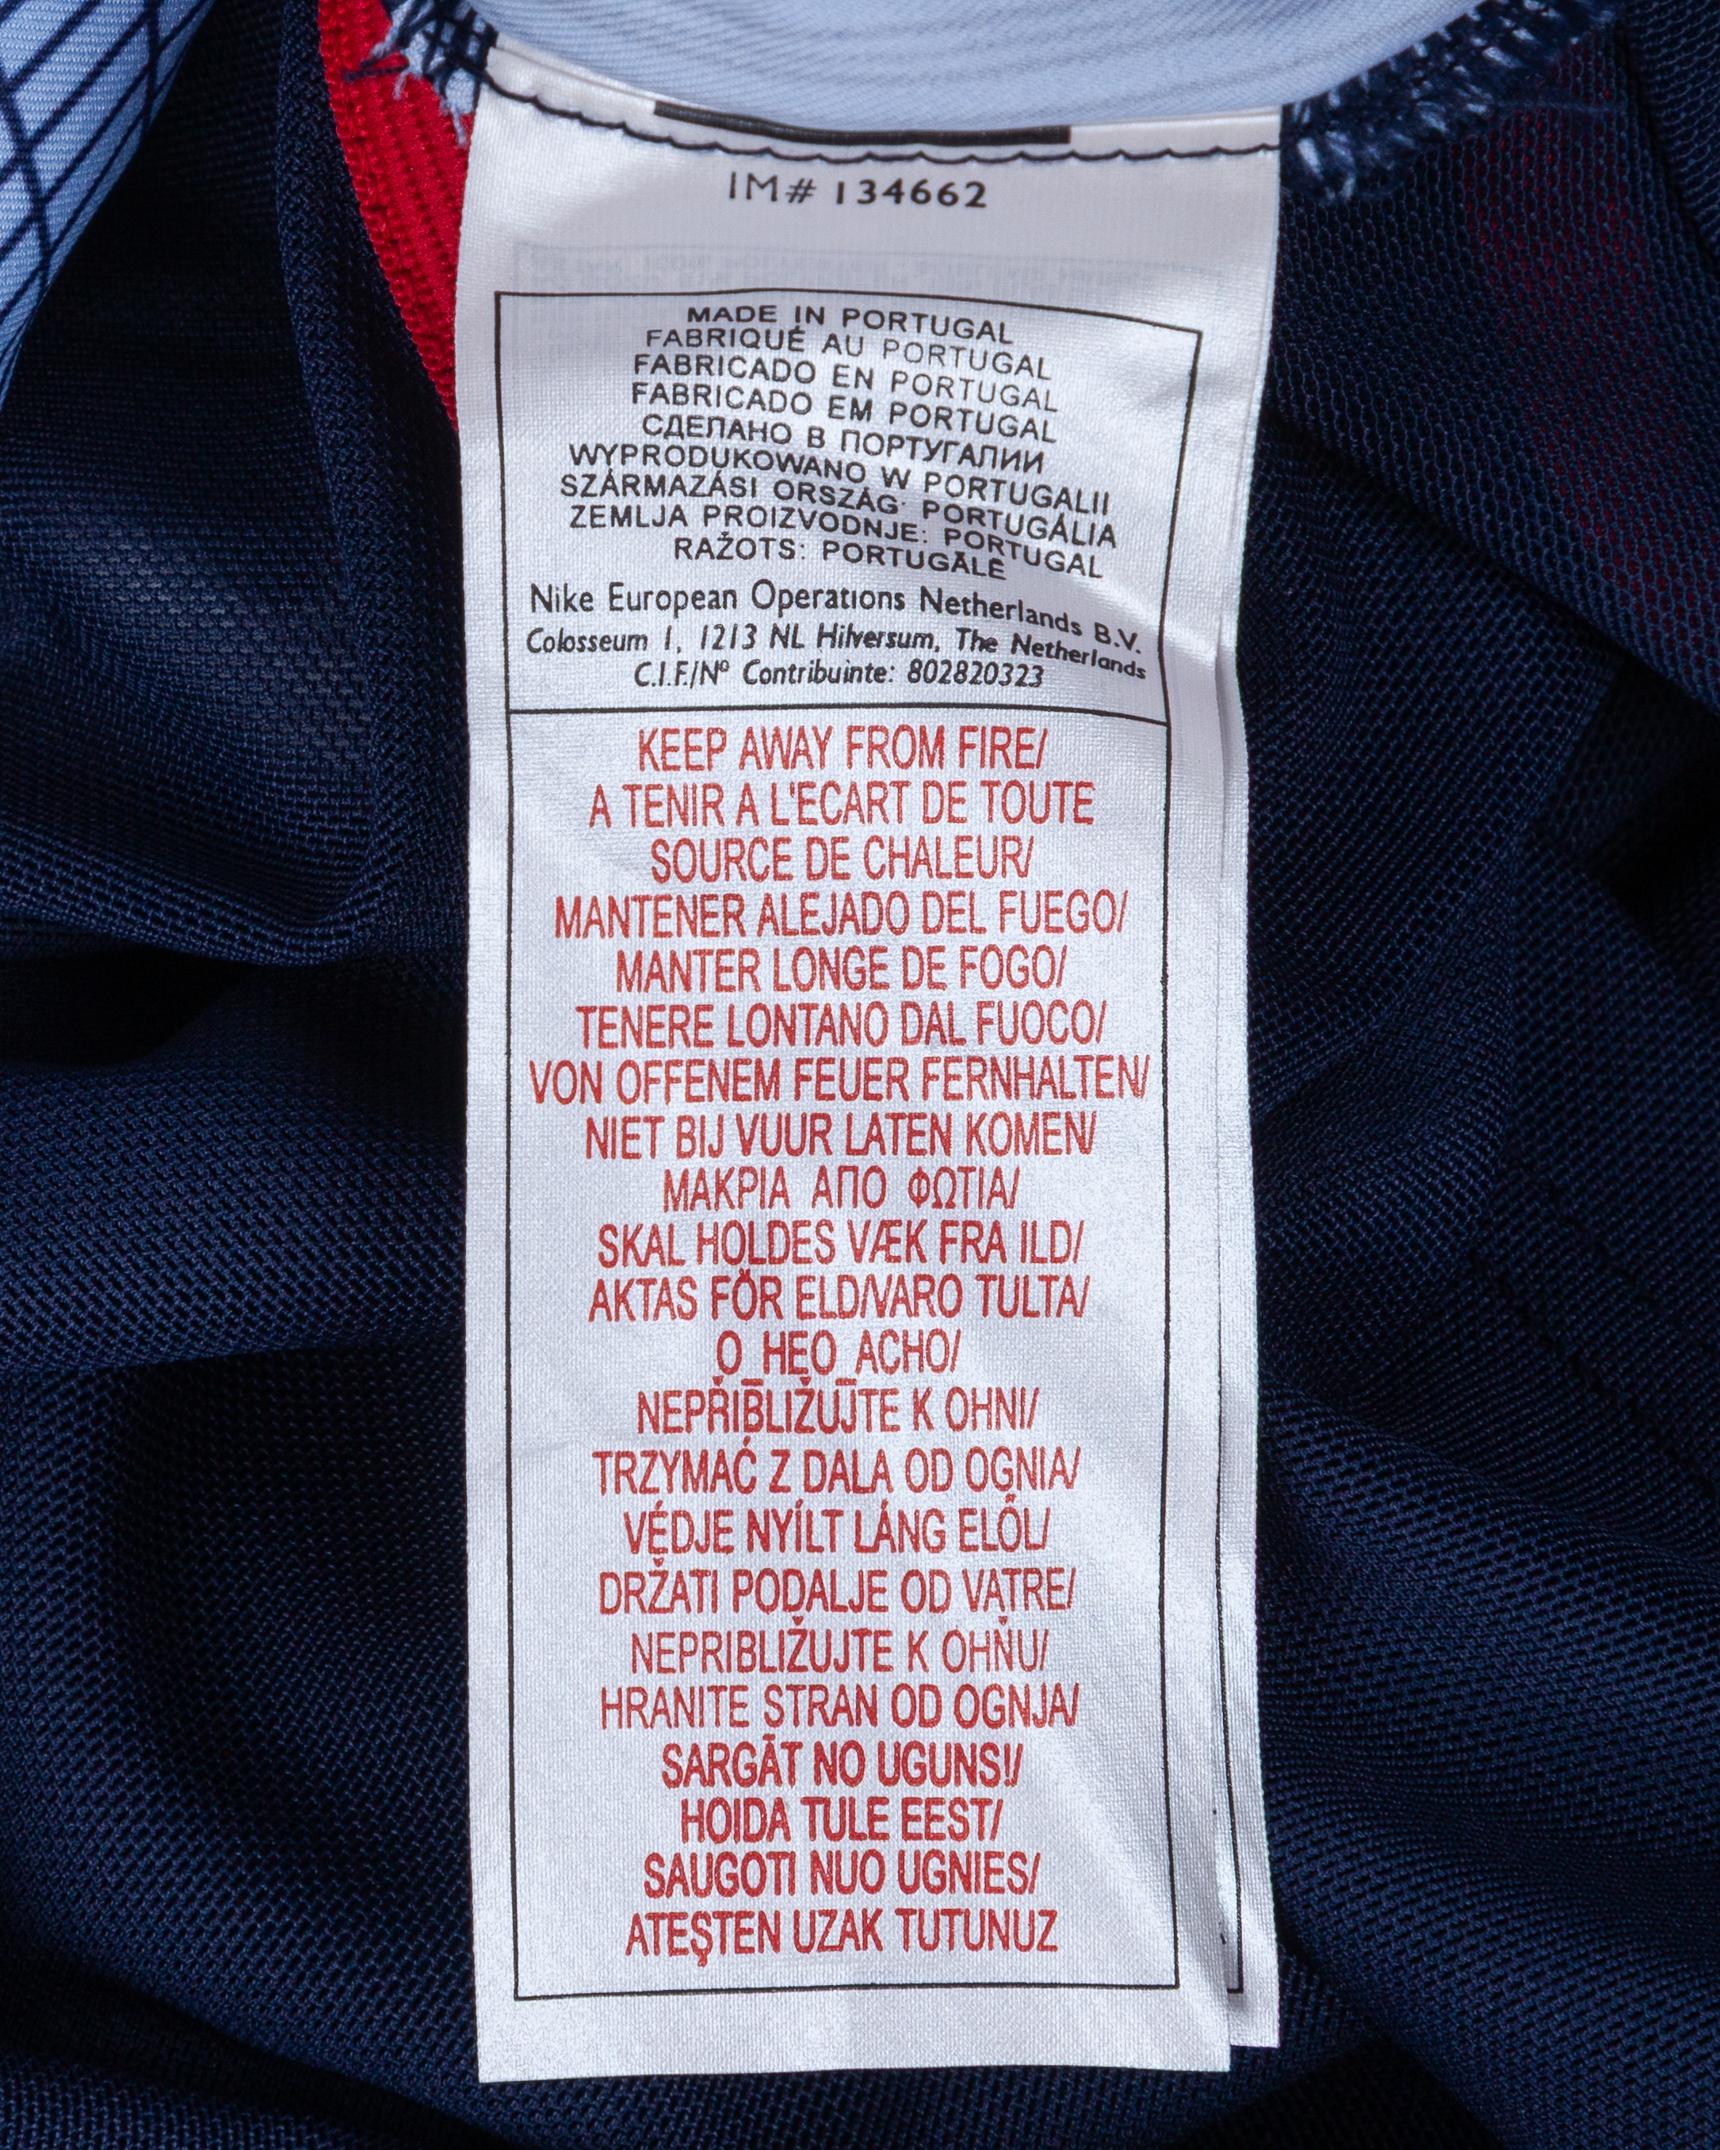 IM# 134662
MADE IN PORTUGAL
FABRIQUÉ AU PORTUGAL
FABRICADO EN PORTUGAL
FABRICADO EM PORTUGAL
СДЕЛАНО В ПОРТУГАЛИИ
WYPRODUKOWANO W PORTUGALII
SZÁRMAZÁSI ORSZÁG: PORTUGÁLIA
ZEMLJA PROIZVODNJE: PORTUGAL
RAŽOTS: PORTUGĀLE
Nike European Operations Netherlands B.V.
Colosseum 1, 1213 NL Hilversum, The Netherlands
C.I.F./Nº Contribuinte: 802820323
KEEP AWAY FROM FIRE/
A TENIR A L'ECART DE TOUTE
SOURCE DE CHALEUR/
MANTENER ALEJADO DEL FUEGO/
MANTER LONGE DE FOGO/
TENERE LONTANO DAL FUOCO/
VON OFFENEM FEUER FERNHALTEN/
NIET BIJ VUUR LATEN KOMEN/
ΜΑΚΡΙΑ ΑΠΟ ΦΩΤΙΑ/
SKAL HOLDES VÆK FRA ILD/
AKTAS FÖR ELD/VARO TULTA/
O_HEO_ACHO/
NEPŘIBLIŽUJTE K OHNI/
TRZYMAĆ Z DALA OD OGNIA/
VÉDJE NYÍLT LÁNG ELŐL/
DRŽATI PODALJE OD VATRE/
NEPRIBLIŽUJTE K OHŇU/
HRANITE STRAN OD OGNJA/
SARGĀT NO UGUNS!/
HOIDA TULE EEST/
SAUGOTI NUO UGNIES/
ATEŞTEN UZAK TUTUNUZ